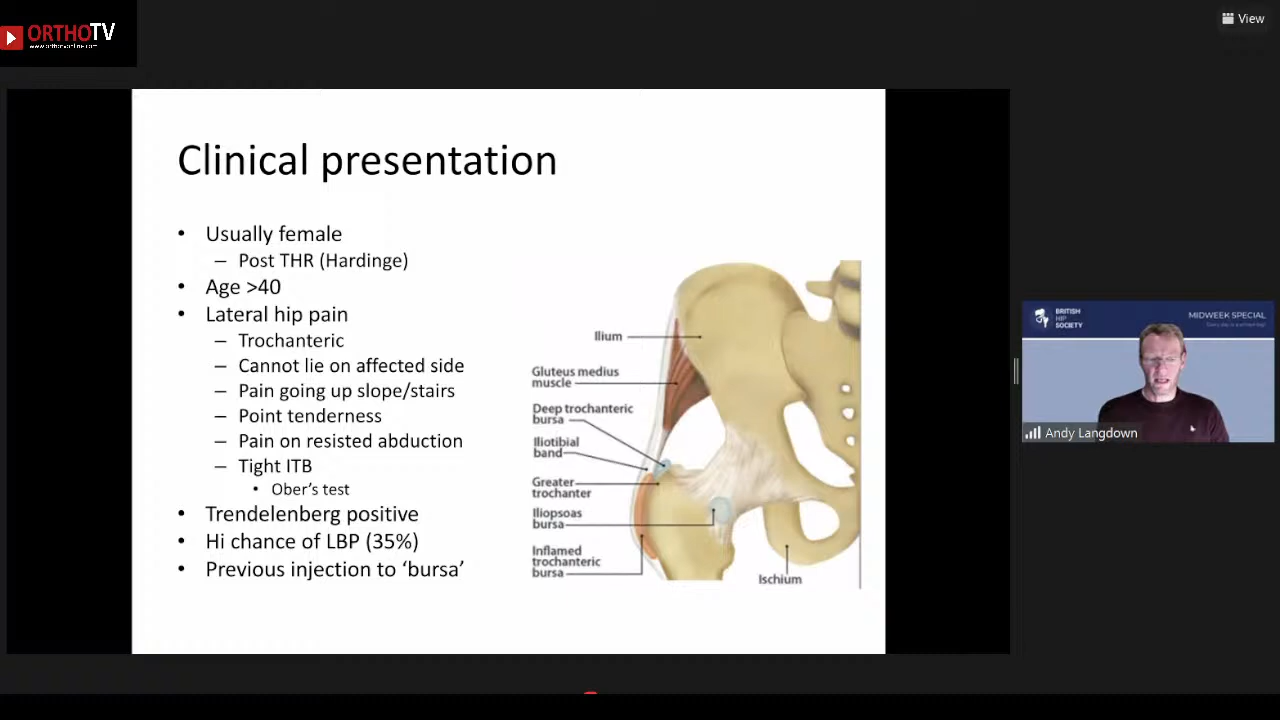 ORTHOTV
View
Clinical presentation
• Usually female
– Post THR (Hardinge)
• Age >40
• Lateral hip pain
– Trochanteric
– Cannot lie on affected side
– Pain going up slope/stairs
– Point tenderness
– Pain on resisted abduction
– Tight ITB
• Ober's test
• Trendelenberg positive
• Hi chance of LBP (35%)
• Previous injection to ‘bursa’
Ilium
Gluteus medius
muscle
Deep trochanteric
bursa
Iliotibial
band
Greater
trochanter
Iliopsoas
bursa
Inflamed
trochanteric
bursa
Ischium
BRITISH
HIP
SOCIETY
MIDWEEK SPECIAL
Andy Langdown